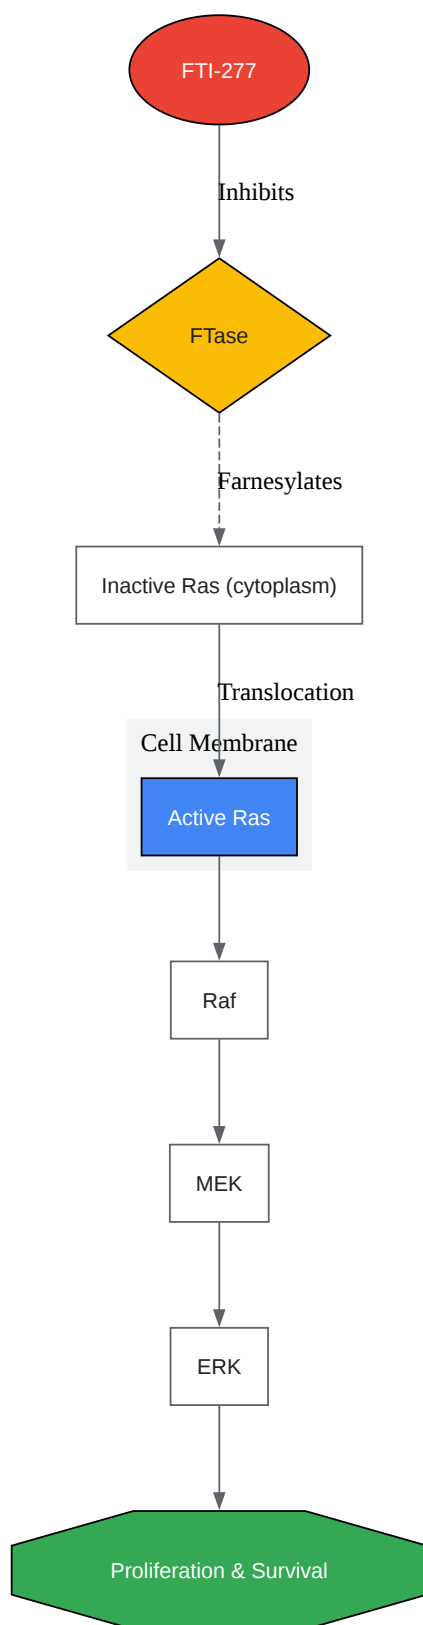 FTI-277
Inhibits
FTase
Farnesylates
Inactive Ras (cytoplasm)
Translocation
Cell Membrane
Active Ras
Raf
MEK
ERK
Proliferation & Survival